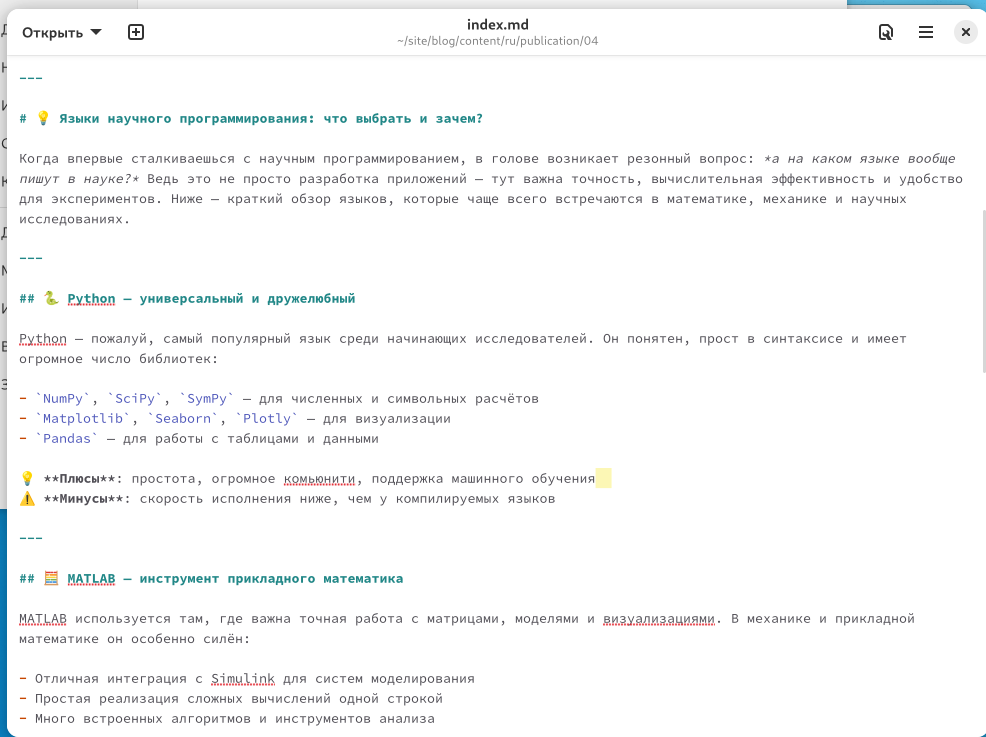 index.md
Открыть
~/site/blog/content/ru/publication/04
---
# 💡 Языки научного программирования: что выбрать и зачем?
Когда впервые сталкиваешься с научным программированием, в голове возникает резонный вопрос: *а на каком языке вообще
пишут в науке?* Ведь это не просто разработка приложений — тут важна точность, вычислительная эффективность и удобство
для экспериментов. Ниже — краткий обзор языков, которые чаще всего встречаются в математике, механике и научных
исследованиях.
---
## 🐍 Python — универсальный и дружелюбный
Python — пожалуй, самый популярный язык среди начинающих исследователей. Он понятен, прост в синтаксисе и имеет
огромное число библиотек:
- `NumPy`, `SciPy`, `SymPy` — для численных и символьных расчётов
- `Matplotlib`, `Seaborn`, `Plotly` — для визуализации
- `Pandas` — для работы с таблицами и данными
💡 **Плюсы**: простота, огромное комьюнити, поддержка машинного обучения
⚠️ **Минусы**: скорость исполнения ниже, чем у компилируемых языков
---
## 🧮 MATLAB — инструмент прикладного математика
MATLAB используется там, где важна точная работа с матрицами, моделями и визуализациями. В механике и прикладной
математике он особенно силён:
- Отличная интеграция с Simulink для систем моделирования
- Простая реализация сложных вычислений одной строкой
- Много встроенных алгоритмов и инструментов анализа